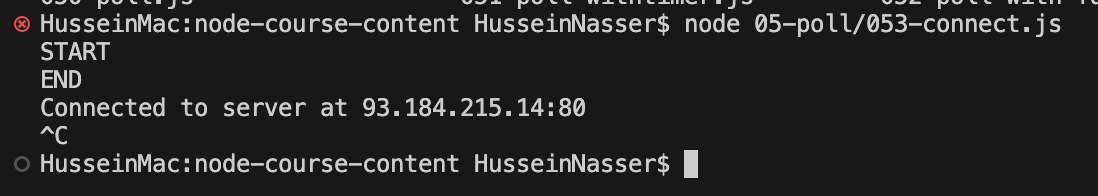 HusseinMac:node-course-content HusseinNasser$ node 05-poll/053-connect.js
START
END
Connected to server at 93.184.215.14:80
^C
HusseinMac:node-course-content HusseinNasser$